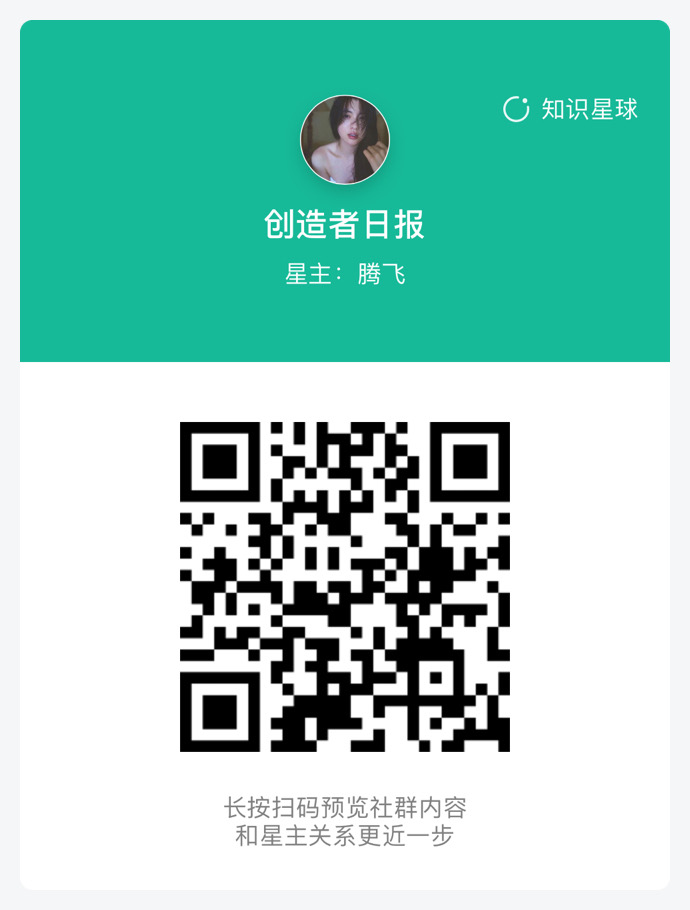 知识星球
创造者日报
星主：腾飞
长按扫码预览社群内容
和星主关系更近一步